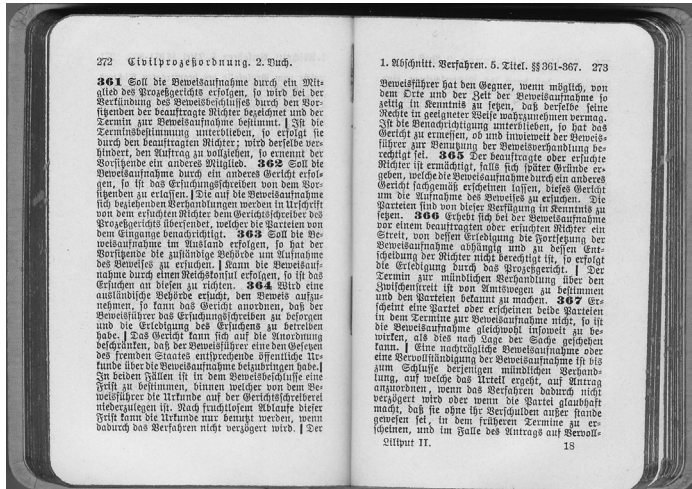 272 Civilprozeßordnung. 2. Buch.
361 Soll die Beweisaufnahme durch ein Mit-
glied des Prozeßgerichts erfolgen, so wird bei der
Verkündung des Beweisbeschlusses durch den Vor-
sitzenden der beauftragte Richter bezeichnet und der
Termin zur Beweisaufnahme bestimmt. | Ist die
Terminsbestimmung unterblieben, so erfolgt sie
durch den beauftragten Richter; wird derselbe ver-
hindert, den Auftrag zu vollziehen, so ernennt der
Vorsitzende ein anderes Mitglied. 362 Soll die
Beweisaufnahme durch ein anderes Gericht erfol-
gen, so ist das Ersuchungsschreiben von dem Vor-
sitzenden zu erlassen. | Die auf die Beweisaufnahme
sich beziehenden Verhandlungen werden in Urschrift
von dem ersuchten Richter dem Gerichtsschreiber des
Prozeßgerichts übersendet, welcher die Parteien von
dem Eingange benachrichtigt. 363 Soll die Be-
weisaufnahme im Ausland erfolgen, so hat der
Vorsitzende die zuständige Behörde um Aufnahme
des Beweises zu ersuchen. | Kann die Beweisauf-
nahme durch einen Reichskonsul erfolgen, so ist das
Ersuchen an diesen zu richten. 364 Wird eine
ausländische Behörde ersucht, den Beweis aufzu-
nehmen, so kann das Gericht anordnen, daß der
Beweisführer das Ersuchungsschreiben zu besorgen
und die Erledigung des Ersuchens zu betreiben
habe. | Das Gericht kann sich auf die Anordnung
beschränken, daß der Beweisführer eine den Gesetzen
des fremden Staates entsprechende öffentliche Ur-
kunde über die Beweisaufnahme beizubringen habe. |
In beiden Fällen ist in dem Beweisbeschlusse eine
Frist zu bestimmen, binnen welcher von dem Be-
weisführer die Urkunde auf der Gerichtsschreiberei
niederzulegen ist. Nach fruchtlosem Ablaufe dieser
Frist kann die Urkunde nur benutzt werden, wenn
dadurch das Verfahren nicht verzögert wird. | Der
1. Abschnitt. Verfahren. 5. Titel. §§ 361-367. 273
Beweisführer hat den Gegner, wenn möglich, von
dem Orte und der Zeit der Beweisaufnahme so
zeitig in Kenntnis zu setzen, daß derselbe seine
Rechte in geeigneter Weise wahrzunehmen vermag.
Ist die Benachrichtigung unterblieben, so hat das
Gericht zu ermessen, ob und inwieweit der Beweis-
führer zur Benutzung der Beweisverhandlung be-
rechtigt sei. 365 Der beauftragte oder ersuchte
Richter ist ermächtigt, falls sich später Gründe er-
geben, welche die Beweisaufnahme durch ein anderes
Gericht sachgemäß erscheinen lassen, dieses Gericht
um die Aufnahme des Beweises zu ersuchen. Die
Parteien sind von dieser Verfügung in Kenntnis zu
setzen. 366 Erhebt sich bei der Beweisaufnahme
vor einem beauftragten oder ersuchten Richter ein
Streit, von dessen Erledigung die Fortsetzung der
Beweisaufnahme abhängig und zu dessen Ent-
scheidung der Richter nicht berechtigt ist, so erfolgt
die Erledigung durch das Prozeßgericht. | Der
Termin zur mündlichen Verhandlung über den
Zwischenstreit ist von Amtswegen zu bestimmen
und den Parteien bekannt zu machen. 367 Er-
scheint eine Partei oder erscheinen beide Parteien
in dem Termine zur Beweisaufnahme nicht, so ist
die Beweisaufnahme gleichwohl insoweit zu be-
wirken, als dies nach Lage der Sache geschehen
kann. | Eine nachträgliche Beweisaufnahme oder
eine Vervollständigung der Beweisaufnahme ist bis
zum Schlusse derjenigen mündlichen Verhand-
lung, auf welche das Urteil ergeht, auf Antrag
anzuordnen, wenn das Verfahren dadurch nicht
verzögert wird oder wenn die Partei glaubhaft
macht, daß sie ohne ihr Verschulden außer stande
gewesen sei, in dem früheren Termine zu er-
scheinen, und im Falle des Antrags auf Vervoll-
Liliput II. 18